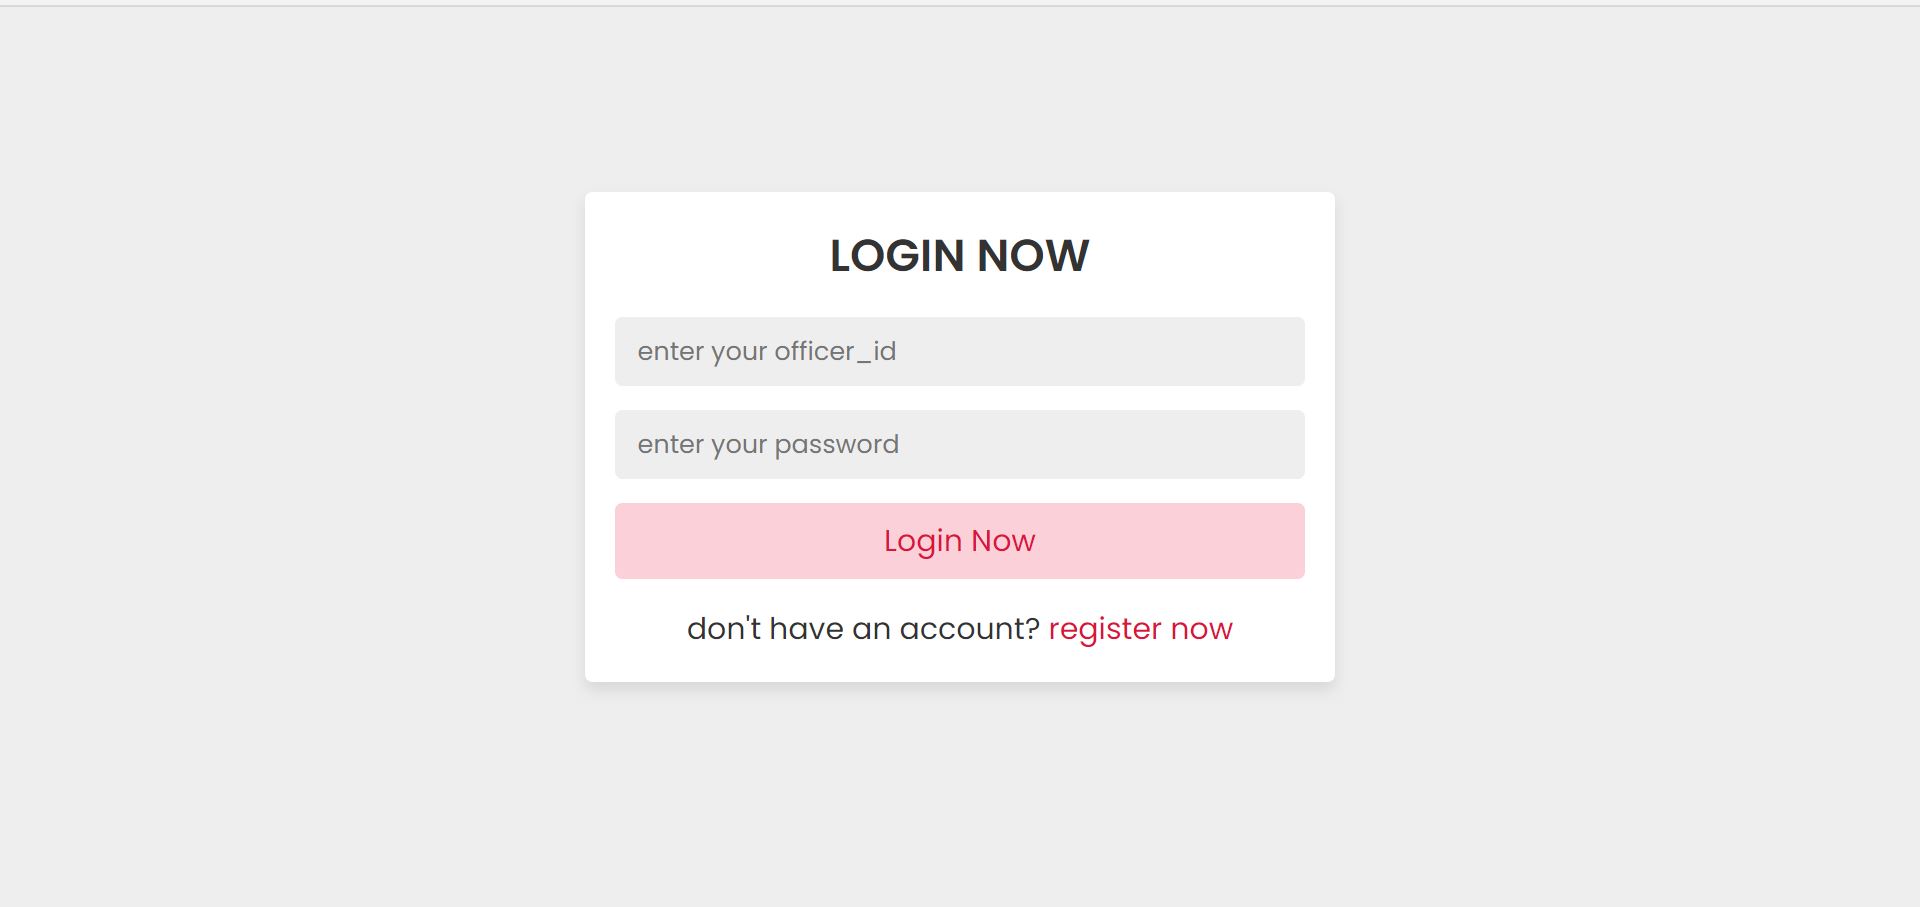 LOGIN NOW
enter your officer_id
enter your password
Login Now
don't have an account? register now